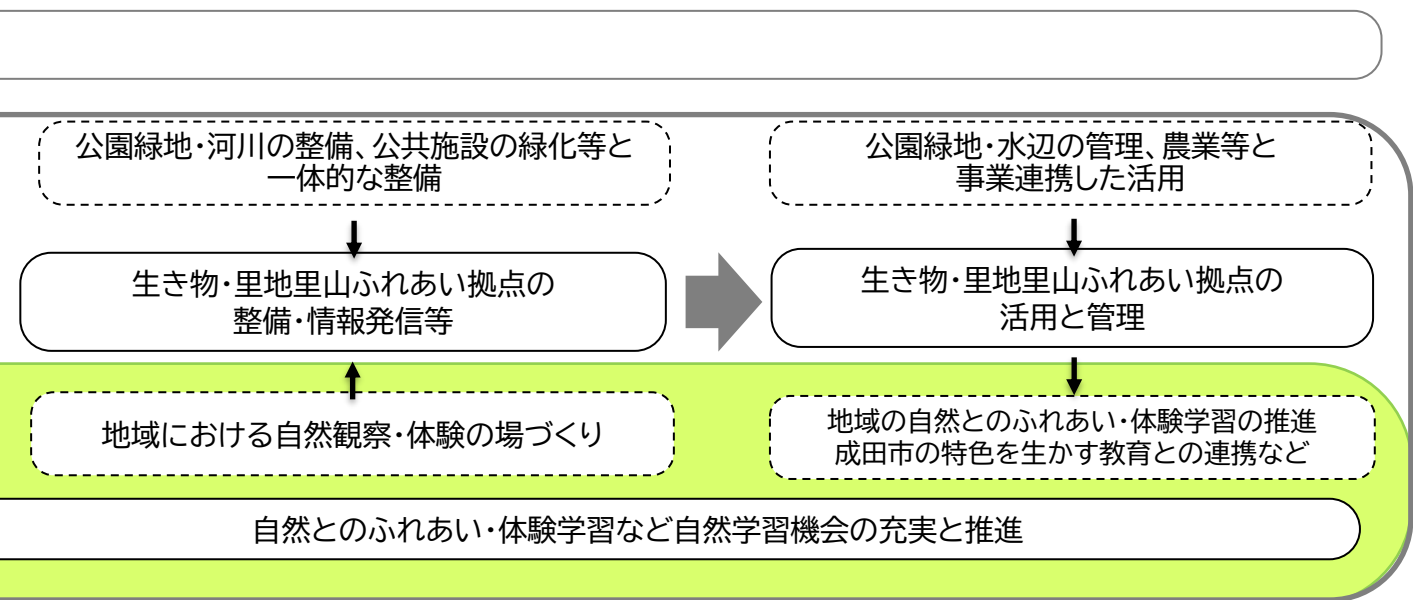 公園緑地・河川の整備、公共施設の緑化等と
一体的な整備
公園緑地・水辺の管理、農業等と
事業連携した活用
生き物・里地里山ふれあい拠点の
整備・情報発信等
生き物・里地里山ふれあい拠点の
活用と管理
地域における自然観察・体験の場づくり
地域の自然とのふれあい・体験学習の推進
成田市の特色を生かす教育との連携など
自然とのふれあい・体験学習など自然学習機会の充実と推進